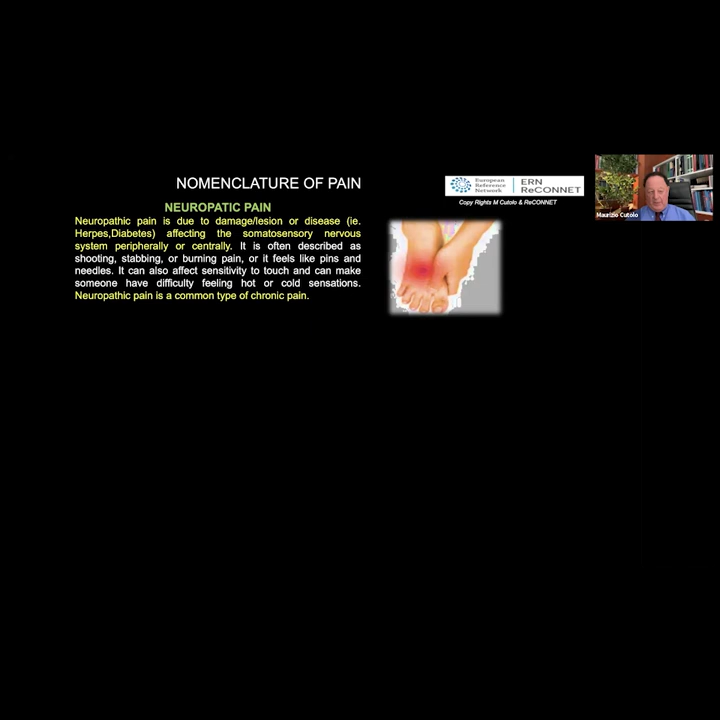 NOMENCLATURE OF PAIN
NEUROPATIC PAIN
Neuropathic pain is due to damage/lesion or disease (ie.
Herpes,Diabetes) affecting the somatosensory nervous
system peripherally or centrally. It is often described as
shooting, stabbing, or burning pain, or it feels like pins and
needles. It can also affect sensitivity to touch and can make
someone have difficulty feeling hot or cold sensations.
Neuropathic pain is a common type of chronic pain.
European
Reference
Network
ERN
ReCONNET
Copy Rights M Cutolo & ReCONNET
Maurizio Cutolo